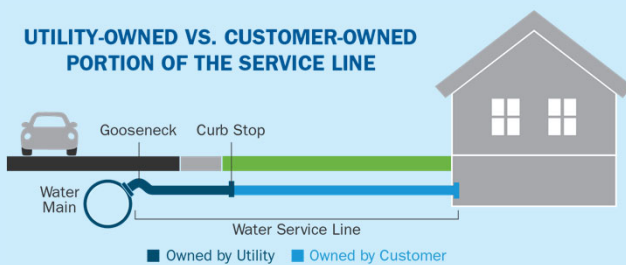 UTILITY-OWNED VS. CUSTOMER-OWNED
PORTION OF THE SERVICE LINE
Gooseneck
Curb Stop
Water
Main
Water Service Line
Owned by Utility
Owned by Customer